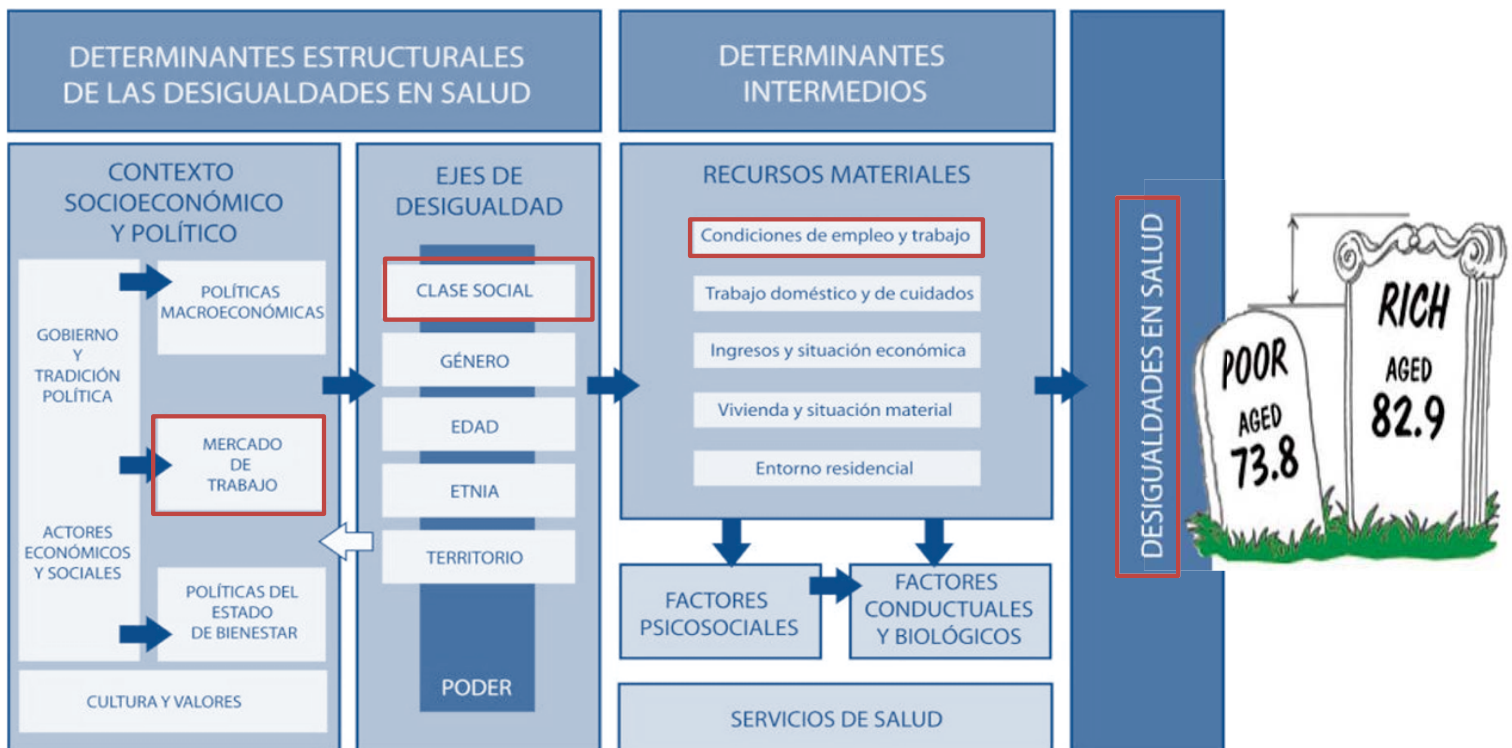 DETERMINANTES ESTRUCTURALES
DE LAS DESIGUALDADES EN SALUD
DETERMINANTES
INTERMEDIOS
CONTEXTO
SOCIOECONÓMICO
Y POLÍTICO
GOBIERNO
Y
TRADICIÓN
POLÍTICA
ACTORES
ECONÓMICOS
Y SOCIALES
POLÍTICAS
MACROECONÓMICAS
MERCADO
DE
TRABAJO
POLÍTICAS DEL
ESTADO
DE BIENESTAR
CULTURA Y VALORES
EJES DE
DESIGUALDAD
CLASE SOCIAL
GÉNERO
EDAD
ETNIA
TERRITORIO
PODER
RECURSOS MATERIALES
Condiciones de empleo y trabajo
Trabajo doméstico y de cuidados
Ingresos y situación económica
Vivienda y situación material
Entorno residencial
FACTORES
PSICOSOCIALES
FACTORES
CONDUCTUALES
Y BIOLÓGICOS
SERVICIOS DE SALUD
DESIGUALDADES EN SALUD
POOR
AGED
73.8
RICH
AGED
82.9